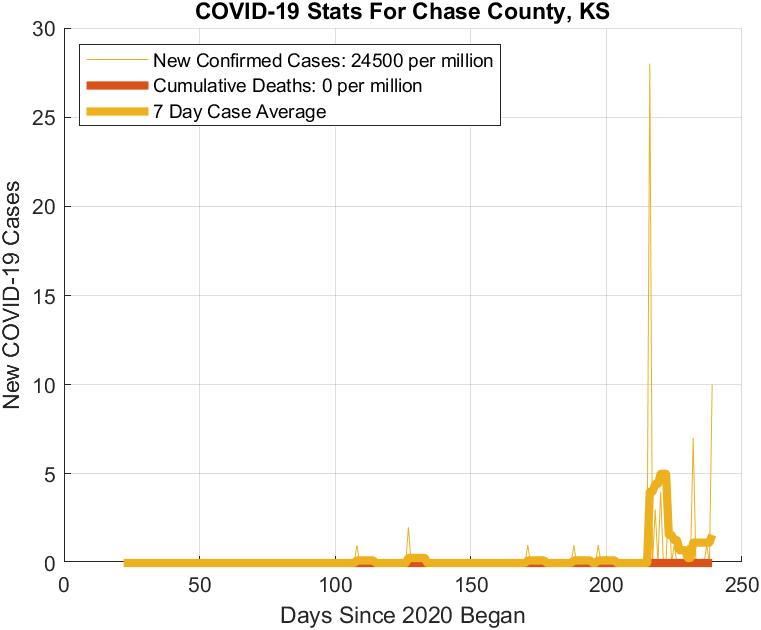 COVID-19 Stats For Chase County, KS
New Confirmed Cases: 24500 per million
Cumulative Deaths: 0 per million
7 Day Case Average
New COVID-19 Cases
30
25
20
15
10
5
0
0 50 100 150 200 250
Days Since 2020 Began